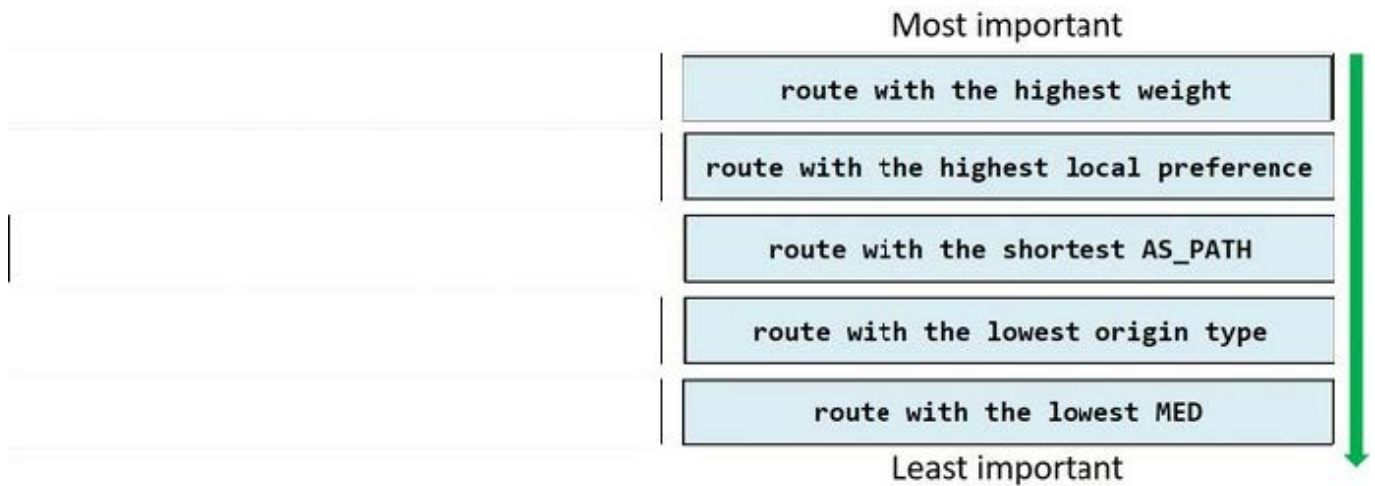 Most important
route with the highest weight
route with the highest local preference
route with the shortest AS_PATH
route with the lowest origin type
route with the lowest MED
Least important